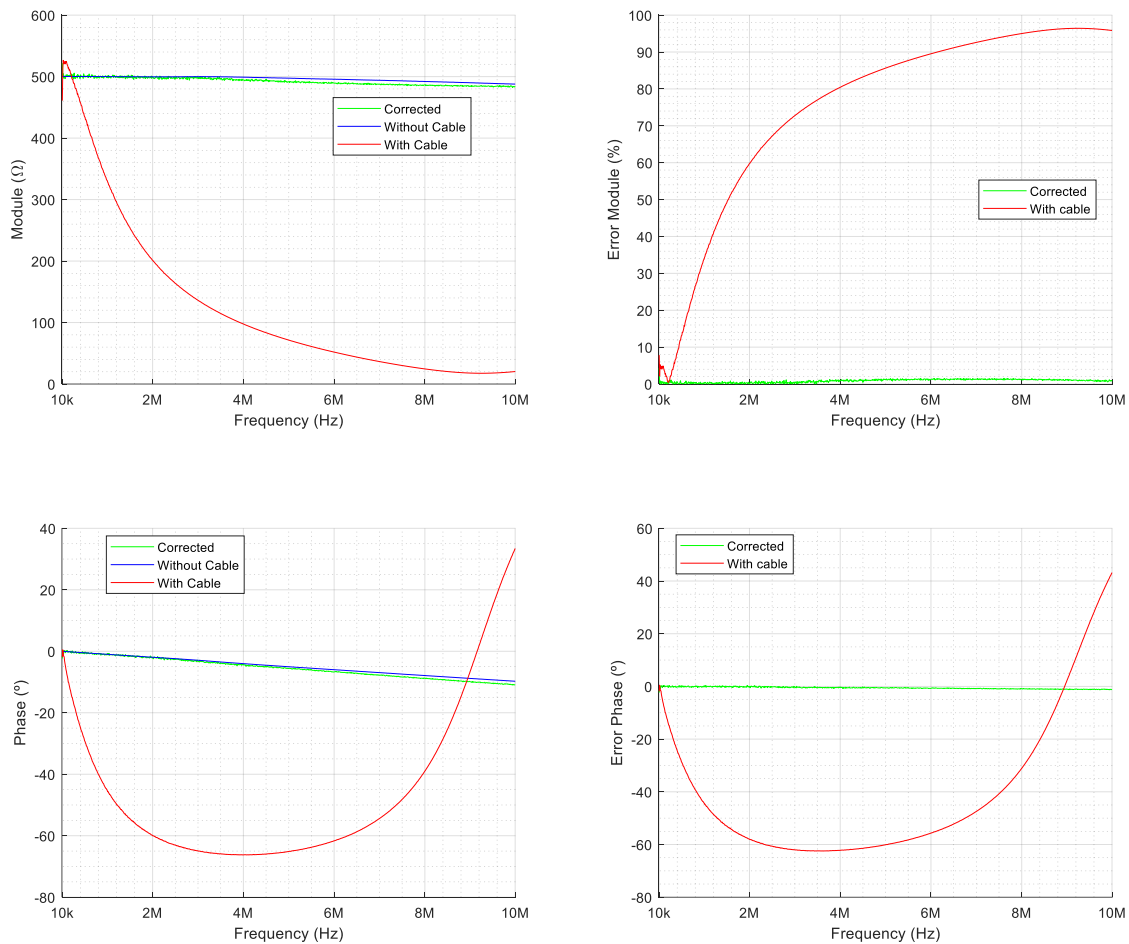 600
500
400
300
200
100
0
10k 2M 4M 6M 8M 10M
Frequency (Hz)
Module (Ω)
Corrected
Without Cable
With Cable
100
90
80
70
60
50
40
30
20
10
0
10k 2M 4M 6M 8M 10M
Frequency (Hz)
Error Module (%)
Corrected
With cable
40
20
0
-20
-40
-60
-80
10k 2M 4M 6M 8M 10M
Frequency (Hz)
Phase (º)
Corrected
Without Cable
With Cable
60
40
20
0
-20
-40
-60
-80
10k 2M 4M 6M 8M 10M
Frequency (Hz)
Error Phase (º)
Corrected
With cable